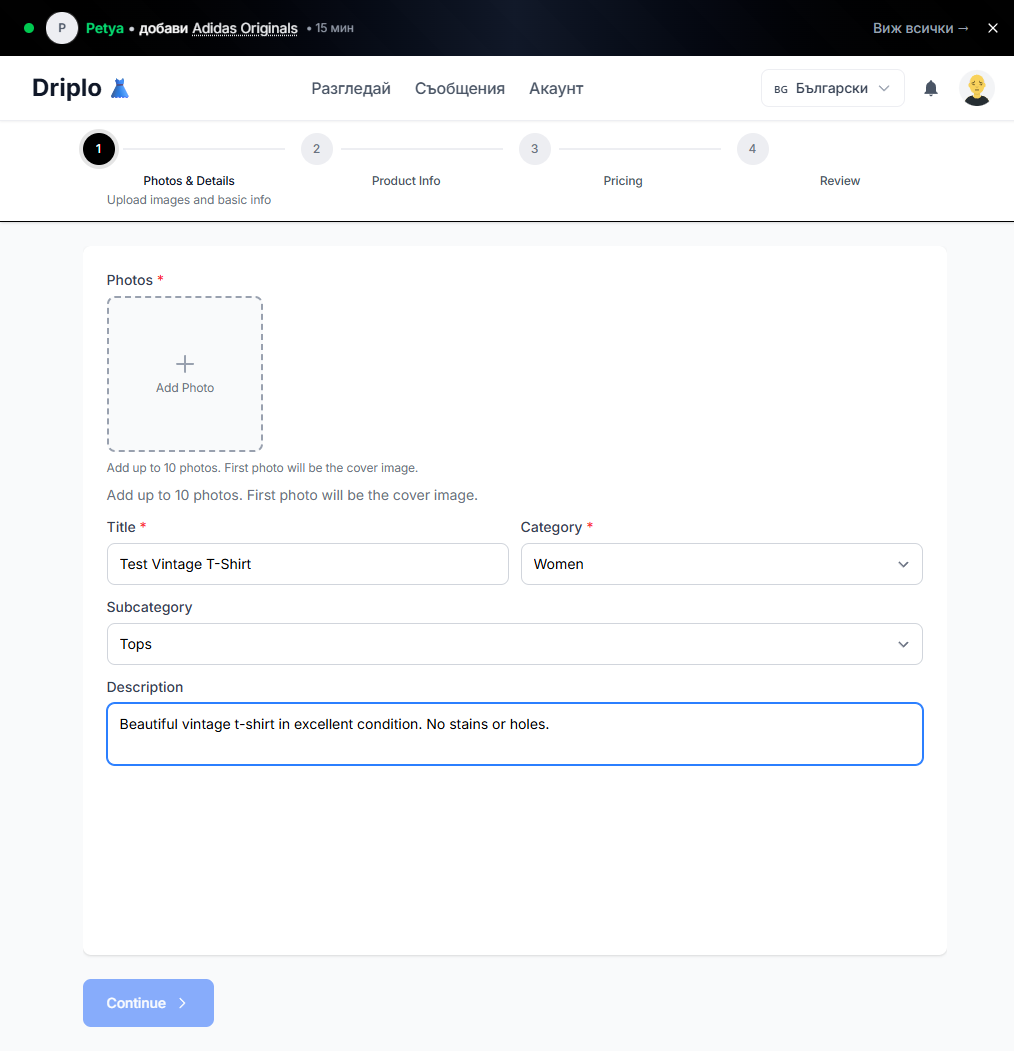 P Petya • добави Adidas Originals • 15 мин Виж всички → ×
Driplo Разгледай Съобщения Акаунт BG Български
1 2 3 4
Photos & Details Product Info Pricing Review
Upload images and basic info
Photos *
Add Photo
Add up to 10 photos. First photo will be the cover image.
Add up to 10 photos. First photo will be the cover image.
Title * Category *
Test Vintage T-Shirt Women
Subcategory
Tops
Description
Beautiful vintage t-shirt in excellent condition. No stains or holes.
Continue